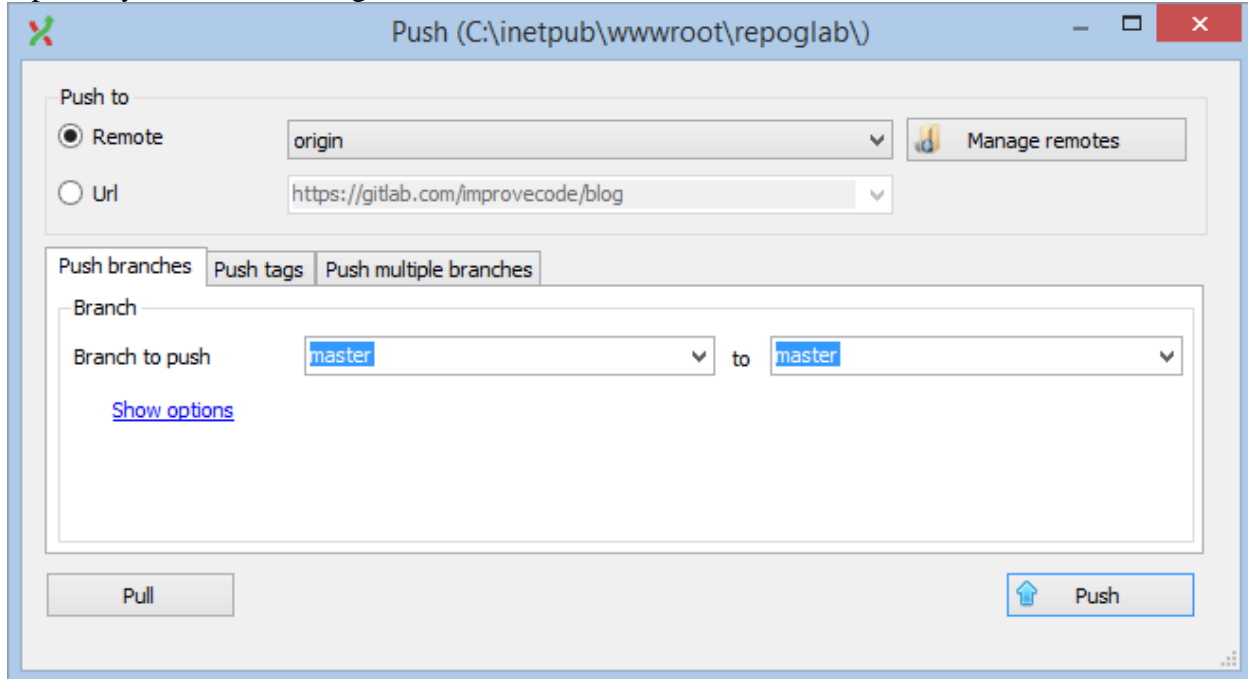 Push (C:\inetpub\wwwroot\repoglab\)
Push to
Remote origin Manage remotes
Url https://gitlab.com/improvecode/blog
Push branches Push tags Push multiple branches
Branch
Branch to push master to master
Show options
Pull Push